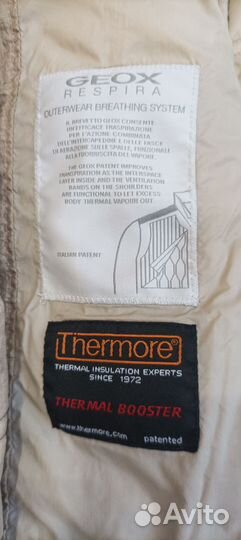 GEOX
RESPIRA
OUTERWEAR BREATHING SYSTEM
IL BREVETTO GEOX CONSENTE
UN'EFFICACE TRASPIRAZIONE
PER L'AZIONE COMBINATA
DELL'INTERCAPEDINE E DELLE FASCE
DI AERAZIONE SULLE SPALLE, FUNZIONALE
ALLA FUORIUSCITA DEL VAPORE.
THE GEOX PATENT IMPROVES
TRANSPIRATION AS THE INTERSPACE
LAYER INSIDE AND THE VENTILATION
BANDS ON THE SHOULDERS
ARE FUNCTIONAL TO LET EXCESS
BODY THERMAL VAPOUR OUT.
ITALIAN PATENT
Thermore®
THERMAL INSULATION EXPERTS
SINCE 1972
THERMAL BOOSTER
www.thermore.com patented
Avito